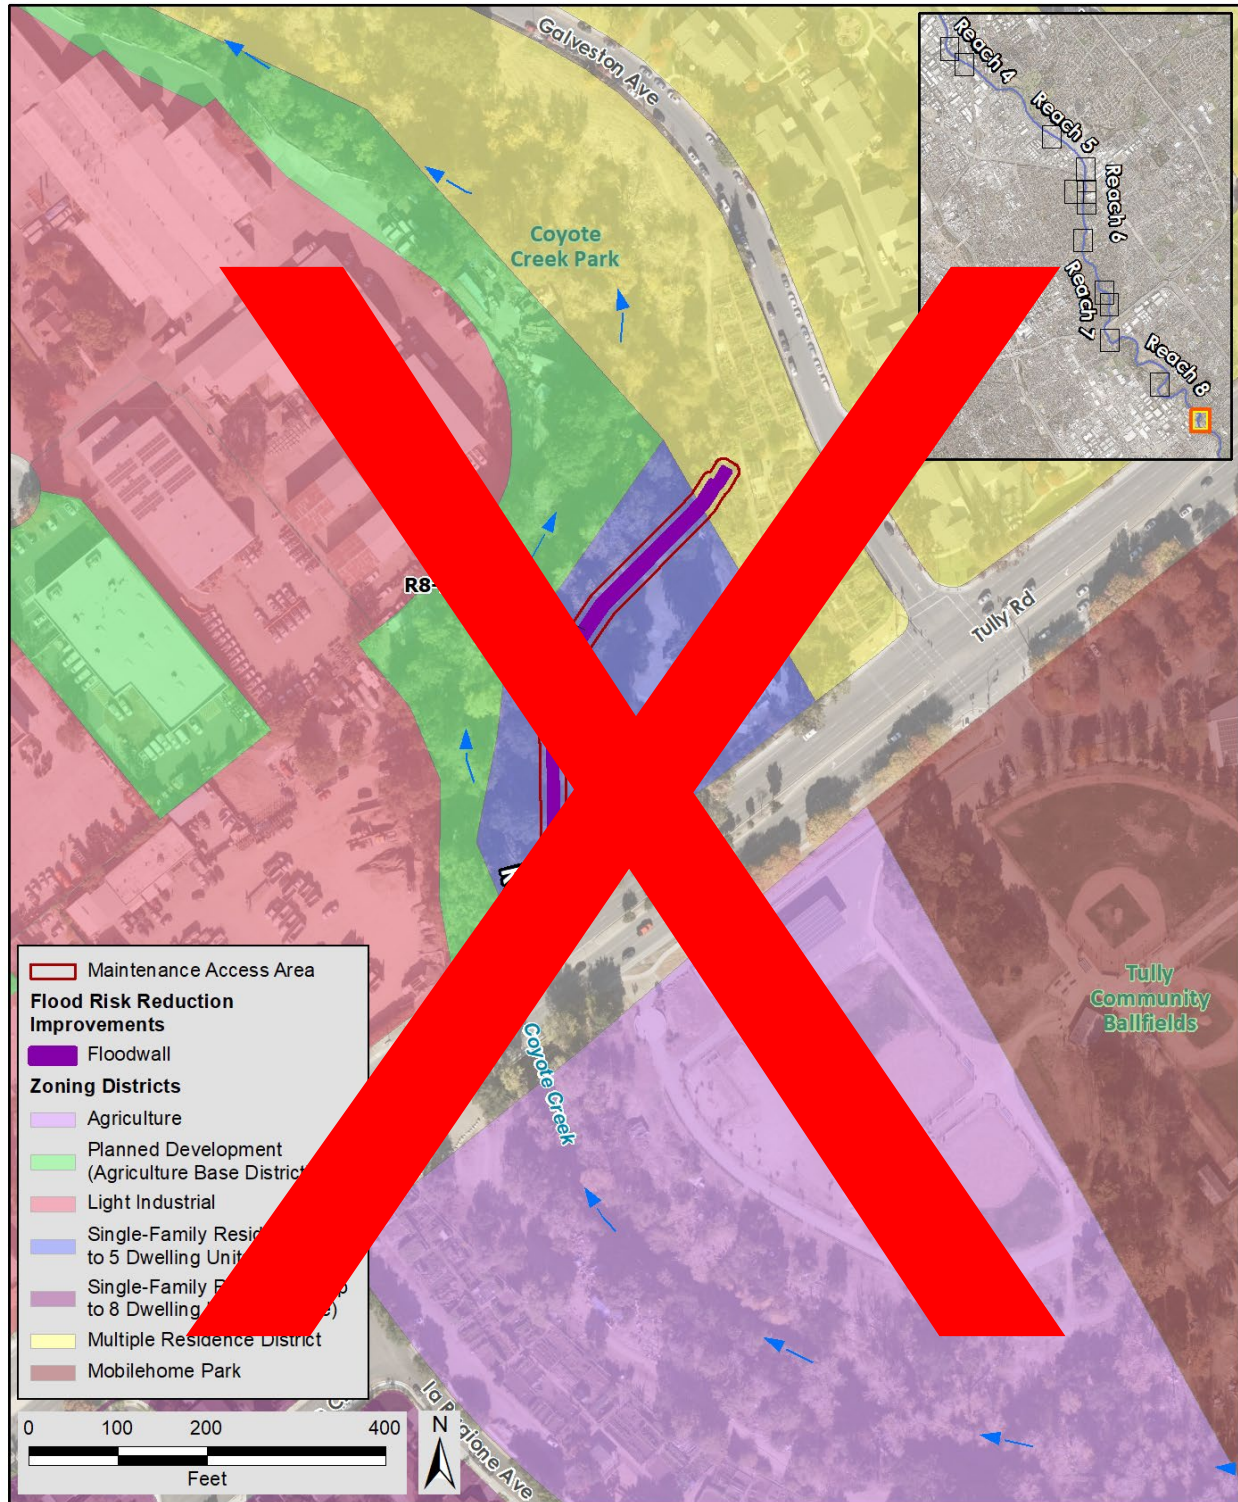 Galveston Ave
Reach 4
Reach 5
Reach 6
Reach 7
Reach 8
Coyote
Creek Park
R8-
Tully Rd
Tully
Community
Ballfields
Coyote Creek
Maintenance Access Area
Flood Risk Reduction
Improvements
Floodwall
Zoning Districts
Agriculture
Planned Development
(Agriculture Base District
Light Industrial
Single-Family
to 5 Dwelling
Single-Family
to 8 Dwelling
Multiple Residence District
Mobilehome Park
0 100 200 400
Feet
N
Ave